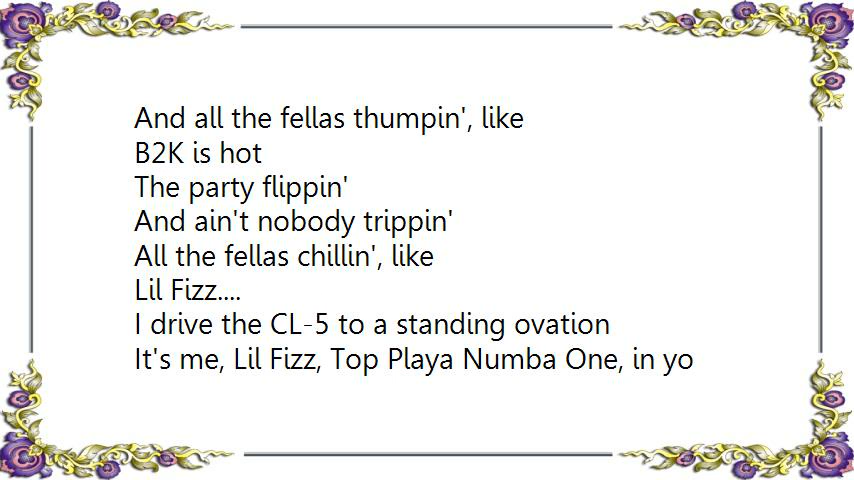 And all the fellas thumpin', like
B2K is hot
The party flippin'
And ain't nobody trippin'
All the fellas chillin', like
Lil Fizz....
I drive the CL-5 to a standing ovation
It's me, Lil Fizz, Top Playa Numba One, in yo